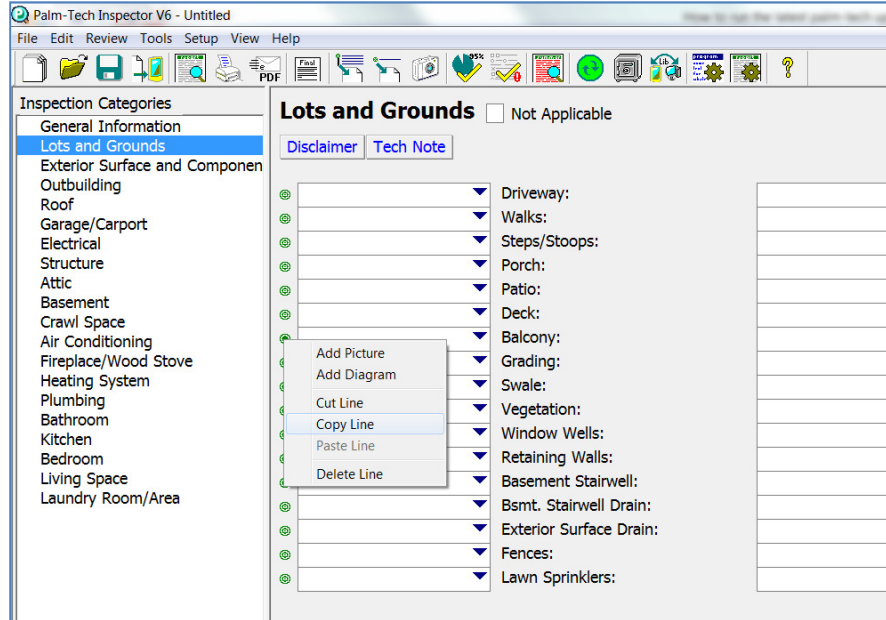 Palm-Tech Inspector V6 - Untitled
File Edit Review Tools Setup View Help
PDF
Final
95%
Lib
Inspection Categories
General Information
Lots and Grounds
Exterior Surface and Componen
Outbuilding
Roof
Garage/Carport
Electrical
Structure
Attic
Basement
Crawl Space
Air Conditioning
Fireplace/Wood Stove
Heating System
Plumbing
Bathroom
Kitchen
Bedroom
Living Space
Laundry Room/Area
Lots and Grounds
Not Applicable
Disclaimer
Tech Note
Driveway:
Walks:
Steps/Stoops:
Porch:
Patio:
Deck:
Balcony:
Grading:
Swale:
Vegetation:
Window Wells:
Retaining Walls:
Basement Stairwell:
Bsmt. Stairwell Drain:
Exterior Surface Drain:
Fences:
Lawn Sprinklers:
Add Picture
Add Diagram
Cut Line
Copy Line
Paste Line
Delete Line